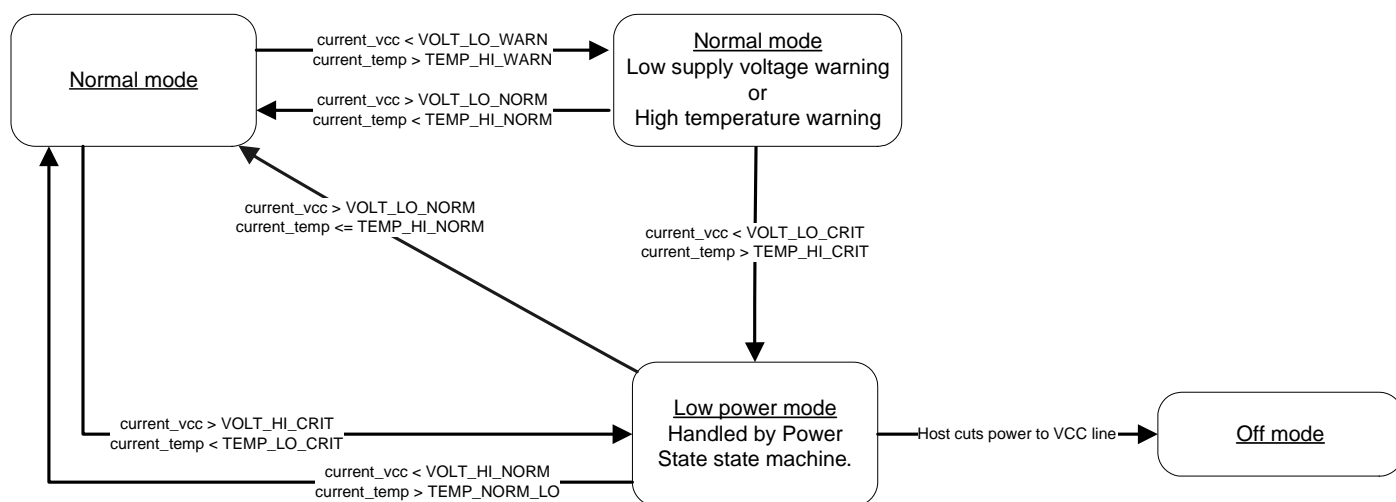 Normal mode
current_vcc < VOLT_LO_WARN
current_temp > TEMP_HI_WARN
current_vcc > VOLT_LO_NORM
current_temp < TEMP_HI_NORM
Normal mode
Low supply voltage warning
or
High temperature warning
current_vcc > VOLT_LO_NORM
current_temp <= TEMP_HI_NORM
current_vcc < VOLT_LO_CRIT
current_temp > TEMP_HI_CRIT
current_vcc > VOLT_HI_CRIT
current_temp < TEMP_LO_CRIT
current_vcc < VOLT_HI_NORM
current_temp > TEMP_NORM_LO
Low power mode
Handled by Power
State state machine.
Host cuts power to VCC line
Off mode